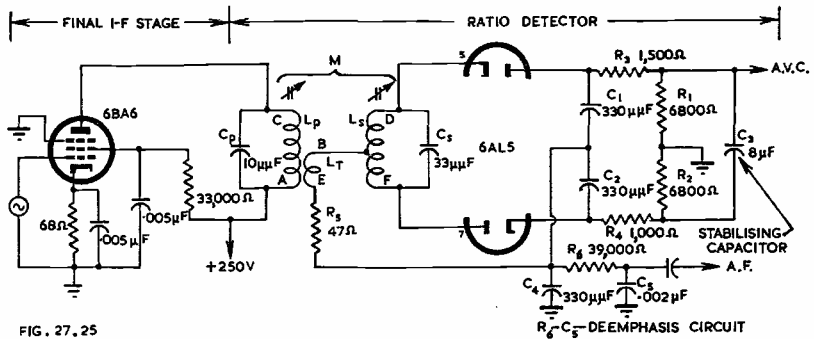 FINAL I-F STAGE
RATIO DETECTOR
M
5
R3 1,500Ω
A.V.C.
6BA6
C
Lp
Ls
D
Cp
10µµF
B
LT
Cs
33µµF
6AL5
C1
330µµF
R1
6800Ω
C3
8µF
A
E
F
33,000Ω
.005µF
68Ω
.005µF
R5
47Ω
C2
330µµF
R2
6800Ω
7
R4
1,000Ω
STABILISING
CAPACITOR
+250V
R6 39,000Ω
A.F.
C4
330µµF
C5
.002µF
FIG. 27.25
R6-C5-DEEMPHASIS CIRCUIT